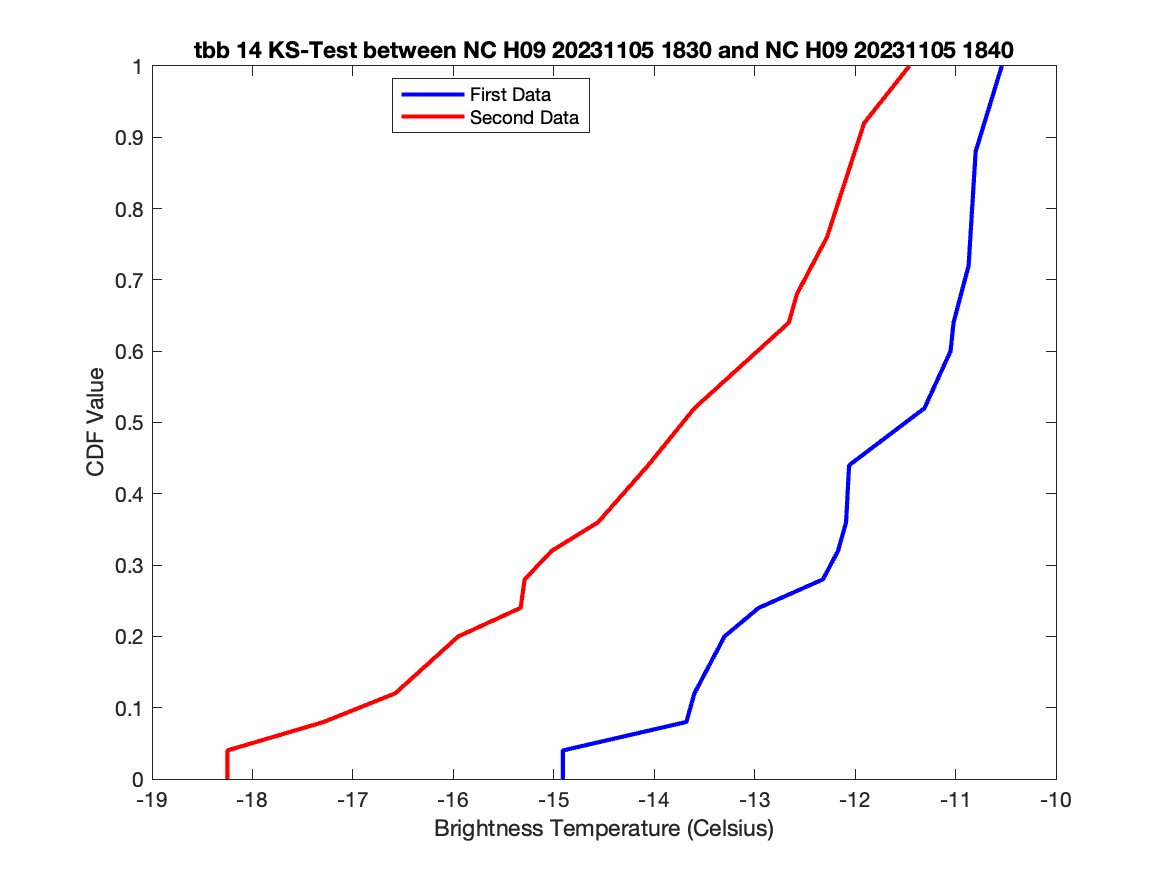 tbb 14 KS-Test between NC H09 20231105 1830 and NC H09 20231105 1840
First Data
Second Data
1
0.9
0.8
0.7
0.6
0.5
0.4
0.3
0.2
0.1
0
CDF Value
-19 -18 -17 -16 -15 -14 -13 -12 -11 -10
Brightness Temperature (Celsius)